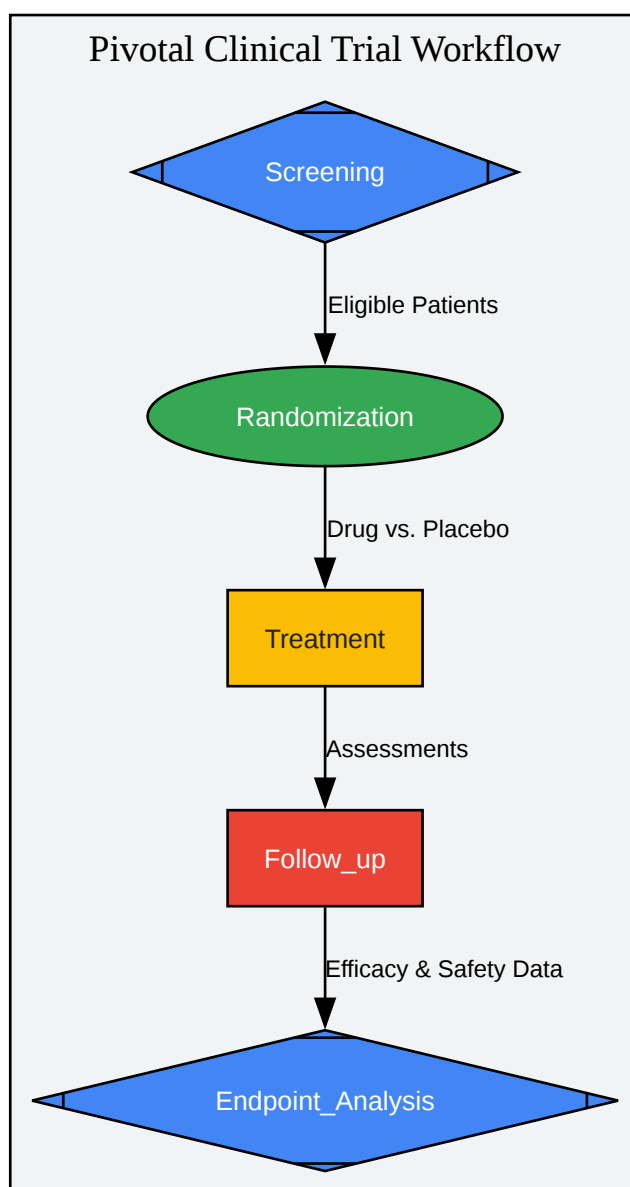 Pivotal Clinical Trial Workflow
Screening
Eligible Patients
Randomization
Drug vs. Placebo
Treatment
Assessments
Follow_up
Efficacy & Safety Data
Endpoint_Analysis